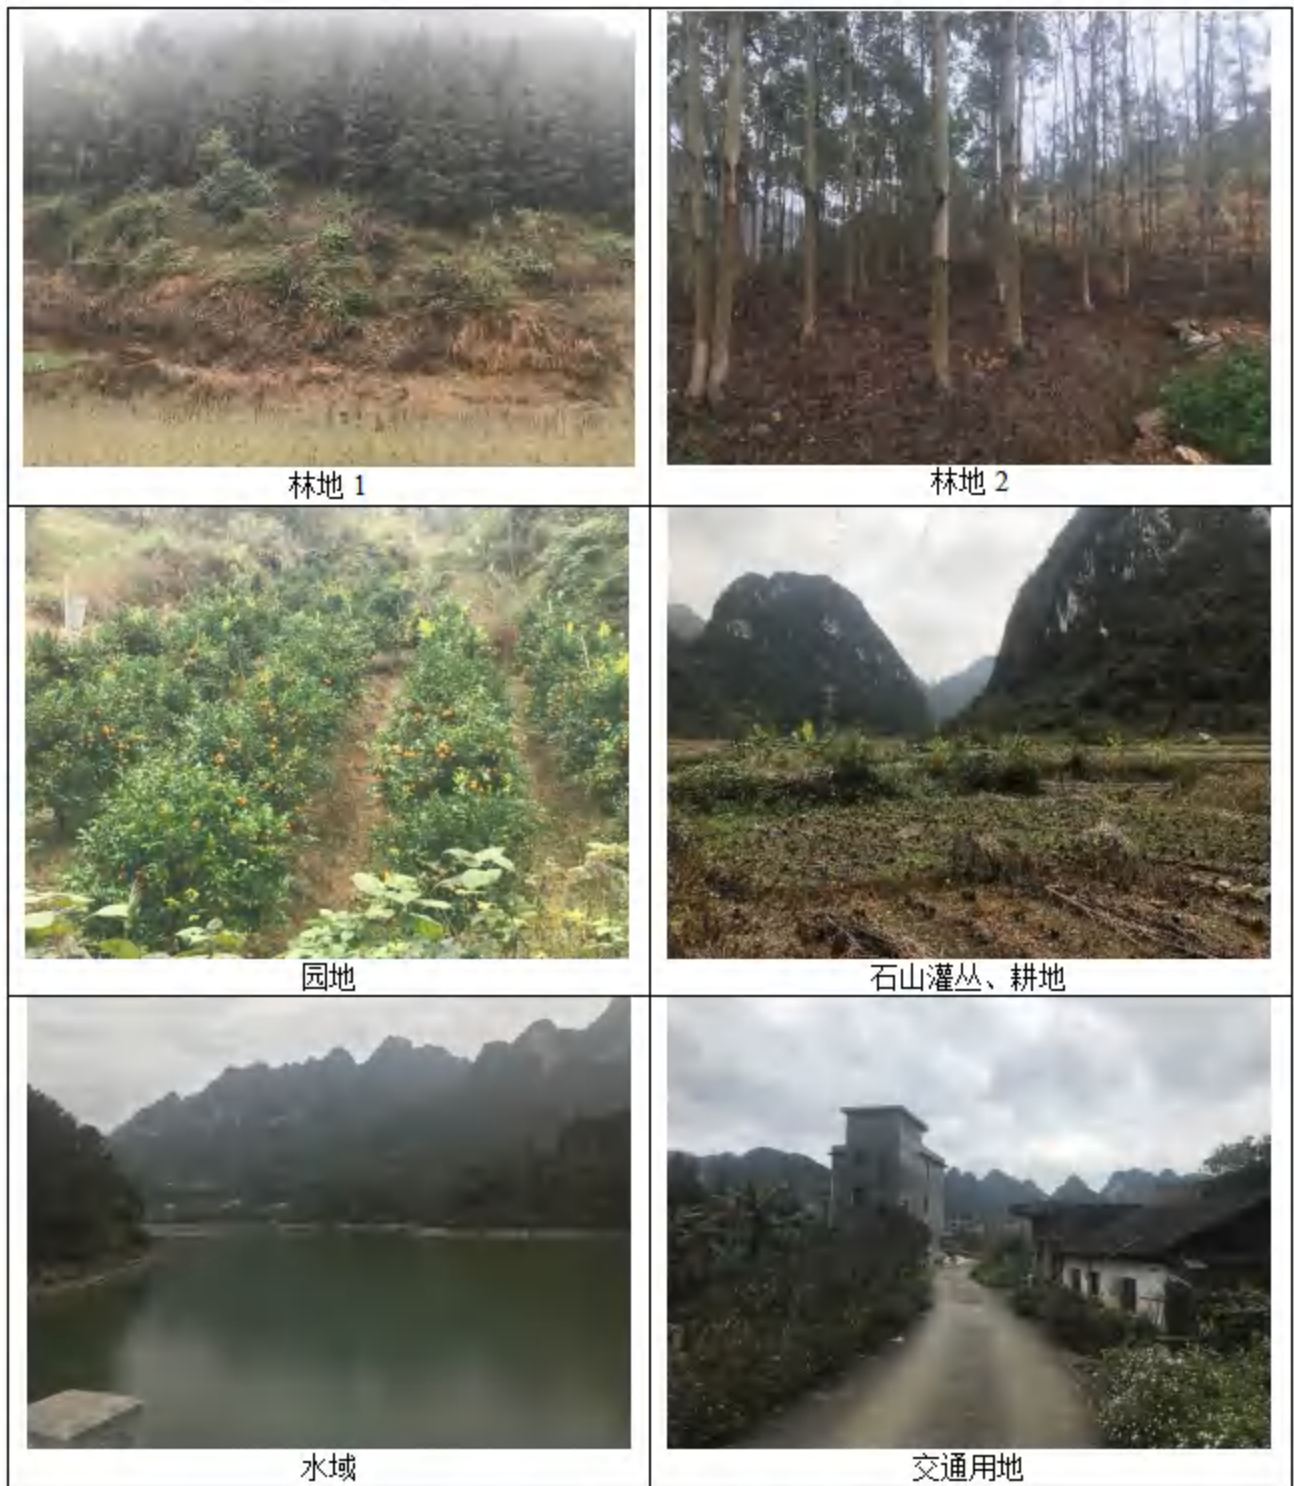 林地 1
林地 2
园地
石山灌丛、耕地
水域
交通用地